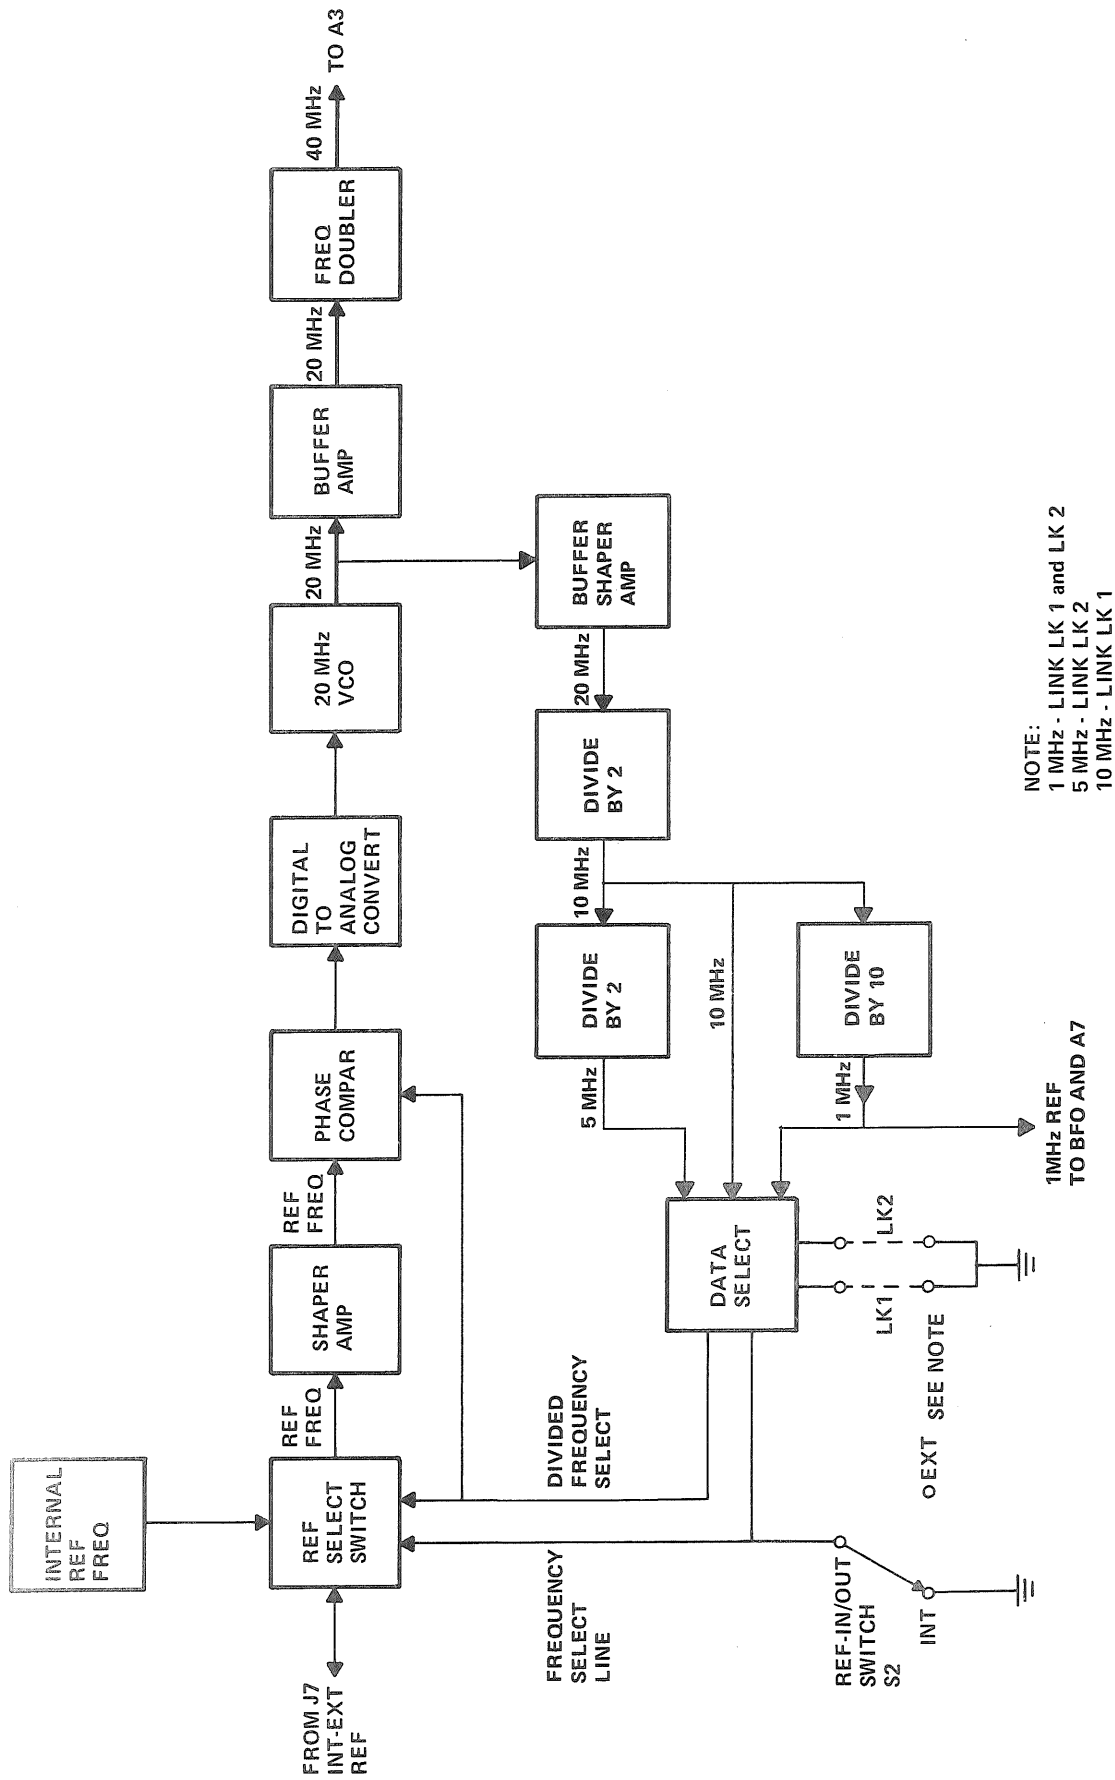 INTERNAL
REF
FREQ
FROM J7
INT-EXT
REF
REF
SELECT
SWITCH
REF
FREQ
SHAPER
AMP
REF
FREQ
PHASE
COMPAR
DIGITAL
TO
ANALOG
CONVERT
20 MHz
VCO
20 MHz
BUFFER
AMP
20 MHz
FREQ
DOUBLER
40 MHz
TO A3
FREQUENCY
SELECT
LINE
DIVIDED
FREQUENCY
SELECT
5 MHz
DIVIDE
BY 2
10 MHz
DIVIDE
BY 2
20 MHz
BUFFER
SHAPER
AMP
DATA
SELECT
10 MHz
1 MHz
DIVIDE
BY 10
REF-IN/OUT
SWITCH
S2
INT
EXT SEE NOTE
LK1
LK2
1MHz REF
TO BFO AND A7
NOTE:
1 MHz - LINK LK 1 and LK 2
5 MHz - LINK LK 2
10 MHz - LINK LK 1